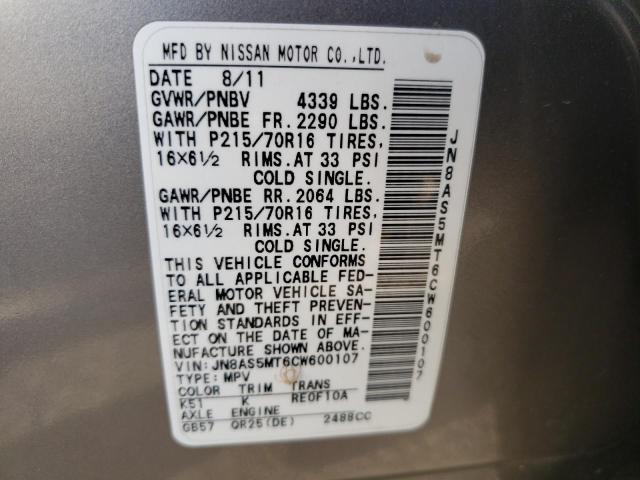 MFD BY NISSAN MOTOR CO.,LTD.
DATE 8/11
GVWR/PNBV 4339 LBS.
GAWR/PNBE FR. 2290 LBS.
WITH P215/70R16 TIRES,
16×6½ RIMS. AT 33 PSI
COLD SINGLE.
GAWR/PNBE RR. 2064 LBS.
WITH P215/70R16 TIRES,
16×6½ RIMS. AT 33 PSI
COLD SINGLE.
THIS VEHICLE CONFORMS
TO ALL APPLICABLE FED-
ERAL MOTOR VEHICLE SA-
FETY AND THEFT PREVEN-
TION STANDARDS IN EFF-
ECT ON THE DATE OF MA-
NUFACTURE SHOWN ABOVE.
VIN: JN8AS5MT6CW600107
TYPE: MPV
COLOR TRIM TRANS
K51 K RE0F10A
AXLE ENGINE
GB57 QR25(DE) 2488CC
JN8AS5MT6CW600107